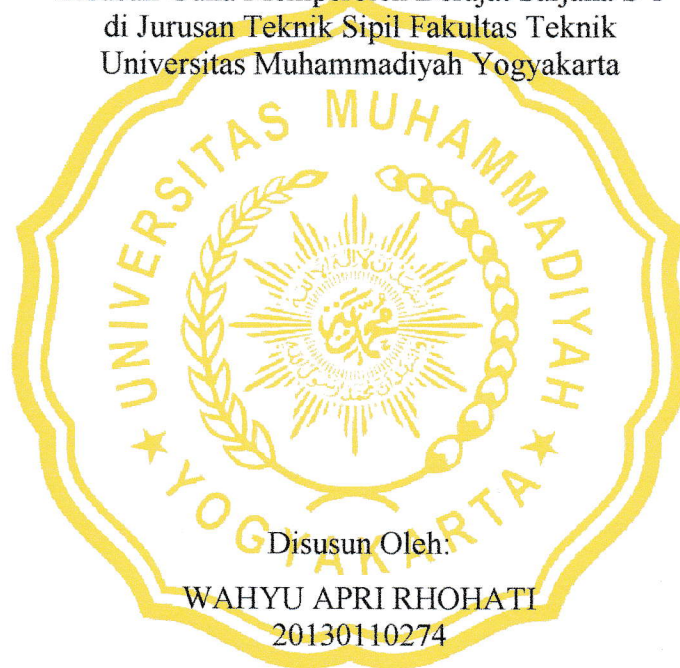 di Jurusan Teknik Sipil Fakultas Teknik
Universitas Muhammadiyah Yogyakarta
UNIVERSITAS MUHAMMADIYAH
YOGYAKARTA
Disusun Oleh:
WAHYU APRI RHOHATI
20130110274